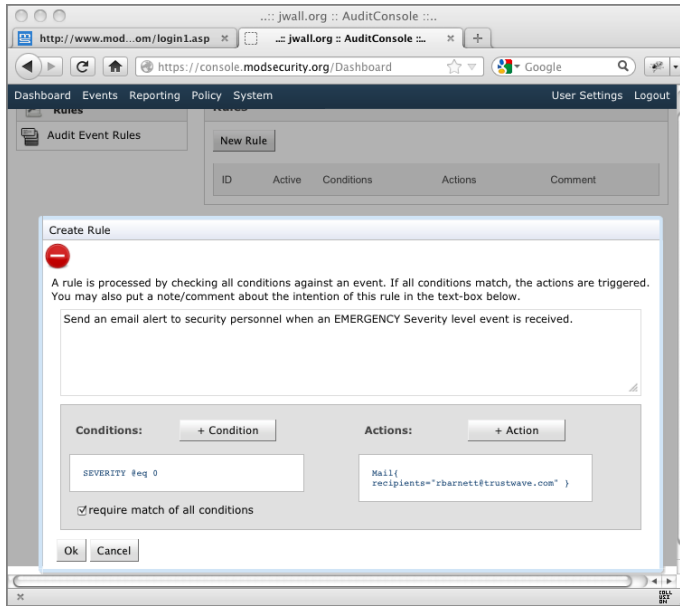 ..:: jwall.org :: AuditConsole ::..
http://www.mod...om/login1.asp
..:: jwall.org :: AuditConsole ::..
https://console.modsecurity.org/Dashboard
Google
Dashboard Events Reporting Policy System User Settings Logout
Rules
Rules
Audit Event Rules
New Rule
ID Active Conditions Actions Comment
Create Rule
A rule is processed by checking all conditions against an event. If all conditions match, the actions are triggered.
You may also put a note/comment about the intention of this rule in the text-box below.
Send an email alert to security personnel when an EMERGENCY Severity level event is received.
Conditions: + Condition Actions: + Action
SEVERITY @eq 0
Mail{
recipients="rbarnett@trustwave.com" }
require match of all conditions
Ok Cancel